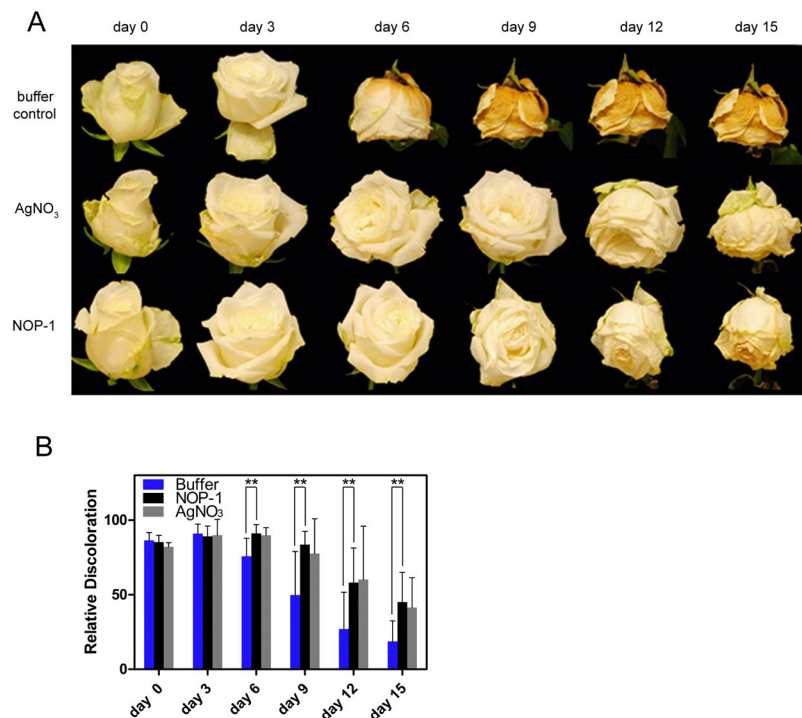 A
day 0 day 3 day 6 day 9 day 12 day 15
buffer
control
AgNO₃
NOP-1
B
Buffer
NOP-1
AgNO₃
** ** ** **
100
50
0
Relative Discoloration
day 0 day 3 day 6 day 9 day 12 day 15